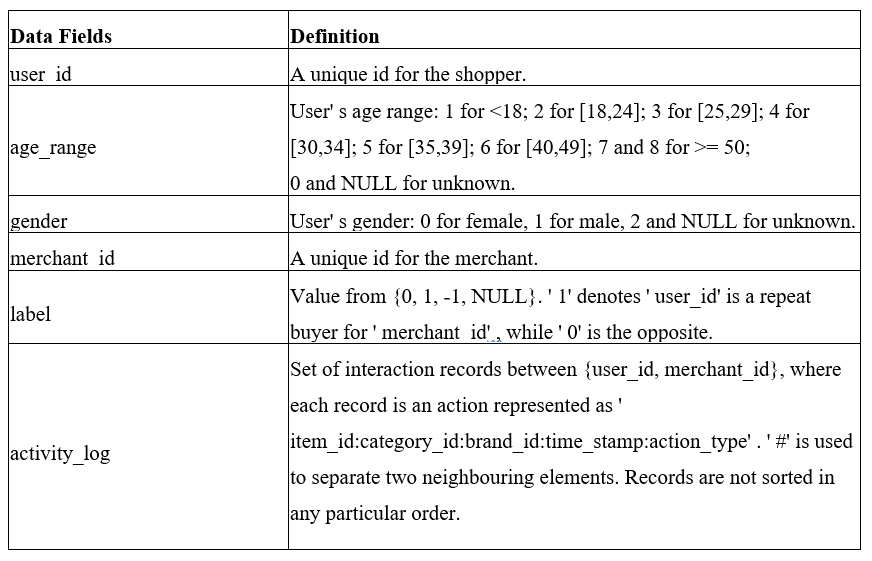 Data Fields Definition
user_id A unique id for the shopper.
User' s age range: 1 for <18; 2 for [18,24]; 3 for [25,29]; 4 for
age_range [30,34]; 5 for [35,39]; 6 for [40,49]; 7 and 8 for >= 50;
0 and NULL for unknown.
gender User' s gender: 0 for female, 1 for male, 2 and NULL for unknown.
merchant_id A unique id for the merchant.
label
Value from {0, 1, -1, NULL}. ' 1' denotes ' user_id' is a repeat
buyer for ' merchant_id' , while ' 0' is the opposite.
Set of interaction records between {user_id, merchant_id}, where
each record is an action represented as '
item_id:category_id:brand_id:time_stamp:action_type' . ' #' is used
activity_log
to separate two neighbouring elements. Records are not sorted in
any particular order.